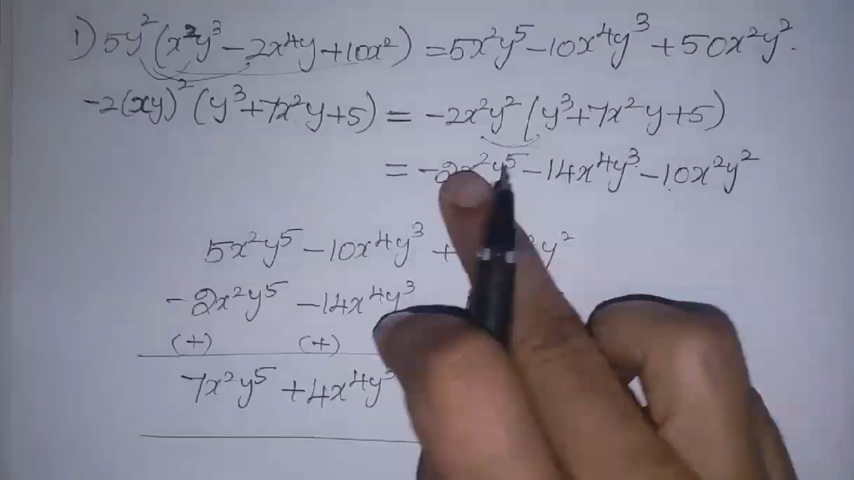 1) 5y²(x²y³ - 2x⁴y + 10x²) = 5x²y⁵ - 10x⁴y³ + 50x²y².
-2(xy)² (y³ + 7x²y + 5) = -2x²y² (y³ + 7x²y + 5)
= -2x²y⁵ - 14x⁴y³ - 10x²y²
5x²y⁵ - 10x⁴y³ + y²
-2x²y⁵ - 14x⁴y³
(+) (+)
7x²y⁵ + 4x⁴y³